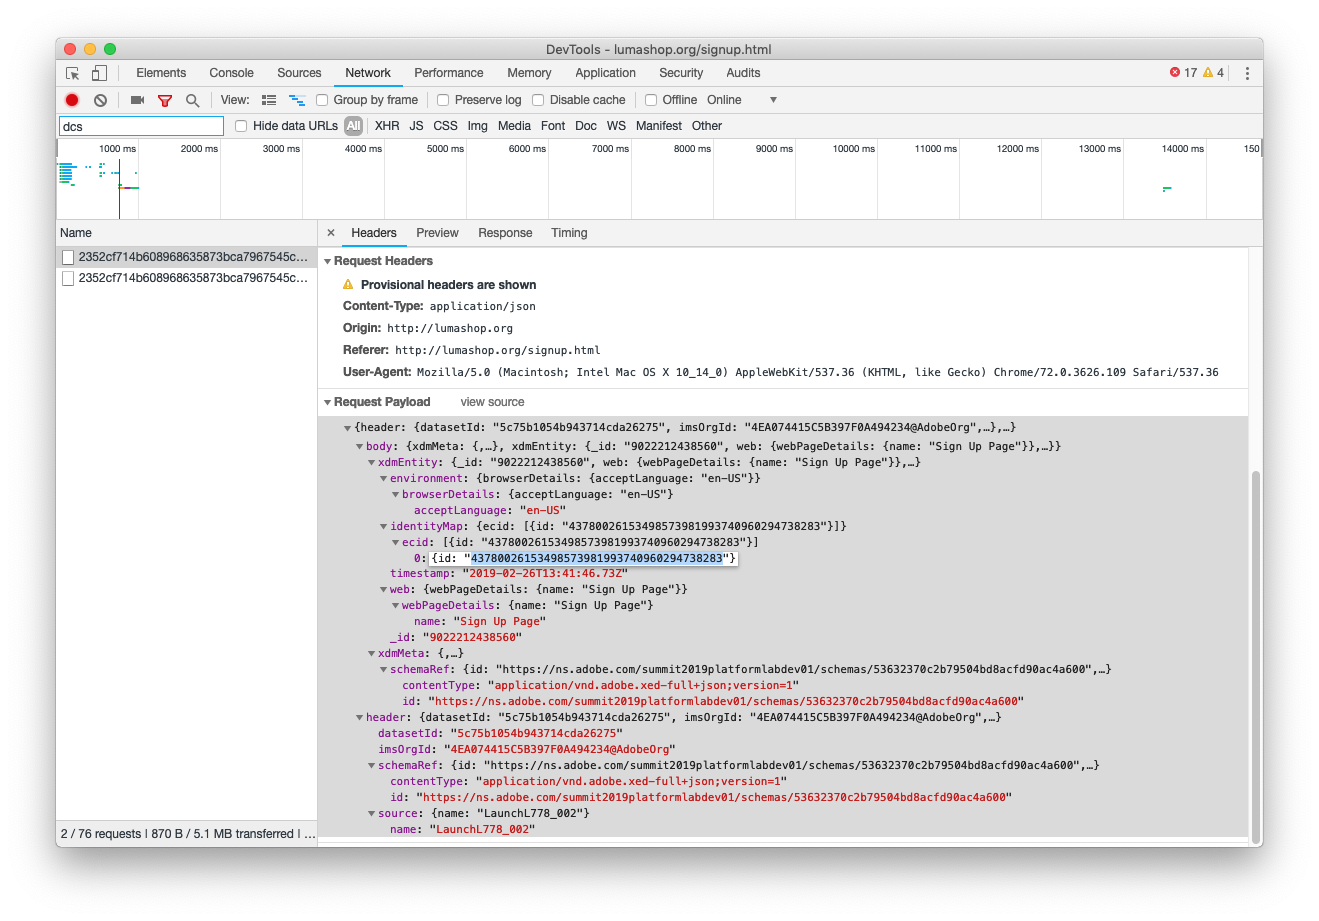 DevTools - lumashop.org/signup.html
Elements Console Sources Network Performance Memory Application Security Audits 17 4
View: Group by frame Preserve log Disable cache Offline Online
dcs Hide data URLs All XHR JS CSS Img Media Font Doc WS Manifest Other
1000 ms 2000 ms 3000 ms 4000 ms 5000 ms 6000 ms 7000 ms 8000 ms 9000 ms 10000 ms 11000 ms 12000 ms 13000 ms 14000 ms 150
Name
2352cf714b608968635873bca7967545c...
2352cf714b608968635873bca7967545c...
2 / 76 requests | 870 B / 5.1 MB transferred | ...
× Headers Preview Response Timing
Request Headers
Provisional headers are shown
Content-Type: application/json
Origin: http://lumashop.org
Referer: http://lumashop.org/signup.html
User-Agent: Mozilla/5.0 (Macintosh; Intel Mac OS X 10_14_0) AppleWebKit/537.36 (KHTML, like Gecko) Chrome/72.0.3626.109 Safari/537.36
Request Payload view source
{header: {datasetId: "5c75b1054b943714cda26275", imsOrgId: "4EA074415C5B397F0A494234@AdobeOrg",…},…}
body: {xdmMeta: {,…}, xdmEntity: {_id: "9022212438560", web: {webPageDetails: {name: "Sign Up Page"}},…}}
xdmEntity: {_id: "9022212438560", web: {webPageDetails: {name: "Sign Up Page"}},…}
environment: {browserDetails: {acceptLanguage: "en-US"}}
browserDetails: {acceptLanguage: "en-US"}
acceptLanguage: "en-US"
identityMap: {ecid: [{id: "43780026153498573981993740960294738283"}]}
ecid: [{id: "43780026153498573981993740960294738283"}]
0: {id: "43780026153498573981993740960294738283"}
timestamp: "2019-02-26T13:41:46.73Z"
web: {webPageDetails: {name: "Sign Up Page"}}
webPageDetails: {name: "Sign Up Page"}
name: "Sign Up Page"
_id: "9022212438560"
xdmMeta: {,…}
schemaRef: {id: "https://ns.adobe.com/summit2019platformlabdev01/schemas/53632370c2b79504bd8acfd90ac4a600",…}
contentType: "application/vnd.adobe.xed-full+json;version=1"
id: "https://ns.adobe.com/summit2019platformlabdev01/schemas/53632370c2b79504bd8acfd90ac4a600"
header: {datasetId: "5c75b1054b943714cda26275", imsOrgId: "4EA074415C5B397F0A494234@AdobeOrg",…}
datasetId: "5c75b1054b943714cda26275"
imsOrgId: "4EA074415C5B397F0A494234@AdobeOrg"
schemaRef: {id: "https://ns.adobe.com/summit2019platformlabdev01/schemas/53632370c2b79504bd8acfd90ac4a600",…}
contentType: "application/vnd.adobe.xed-full+json;version=1"
id: "https://ns.adobe.com/summit2019platformlabdev01/schemas/53632370c2b79504bd8acfd90ac4a600"
source: {name: "LaunchL778_002"}
name: "LaunchL778_002"